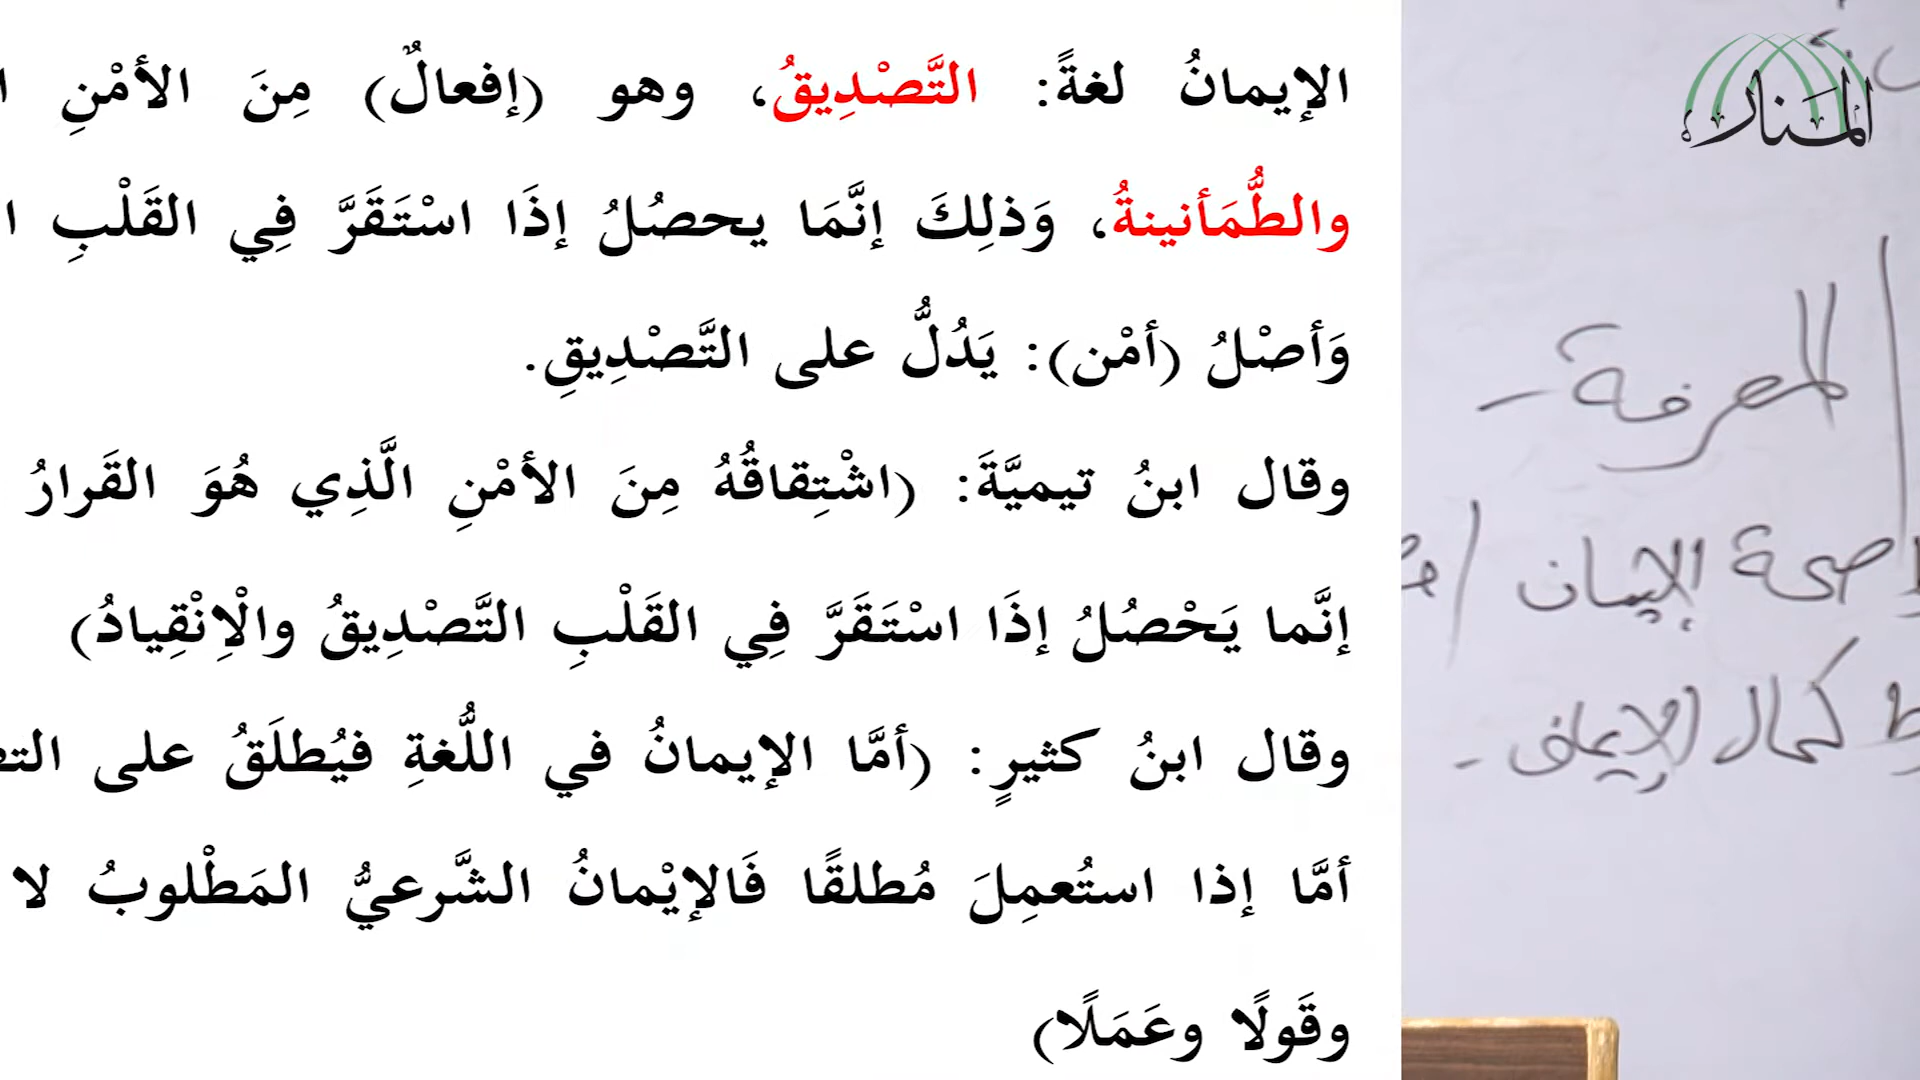 الإيمانُ لغةً: التَّصْدِيقُ، وهو (إفعالٌ) مِنَ الأمْنِ
والطُّمَأنينةُ، وَذلِكَ إنَّمَا يحصُلُ إذَا اسْتَقَرَّ فِي القَلْبِ
وَأصْلُ (أمْن): يَدُلُّ على التَّصْدِيقِ.
وقال ابنُ تيميَّةَ: (اشْتِقاقُهُ مِنَ الأمْنِ الَّذِي هُوَ القَرارُ
إنَّما يَحْصُلُ إذَا اسْتَقَرَّ فِي القَلْبِ التَّصْدِيقُ والْاِنْقِيادُ)
وقال ابنُ كثيرٍ: (أمَّا الإيمانُ في اللُّغةِ فيُطلَقُ على
أمَّا إذا استُعمِلَ مُطلقًا فَالإيْمانُ الشَّرعيُّ المَطْلوبُ لا
وقَولًا وعَمَلًا)
المنار
المعرفة -
صحة الإيمان /
كمال الإيمان -